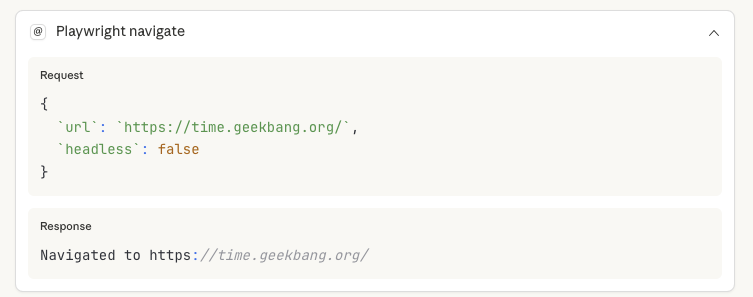 @ Playwright navigate
Request
{
`url`: `https://time.geekbang.org/`,
`headless`: false
}
Response
Navigated to https://time.geekbang.org/